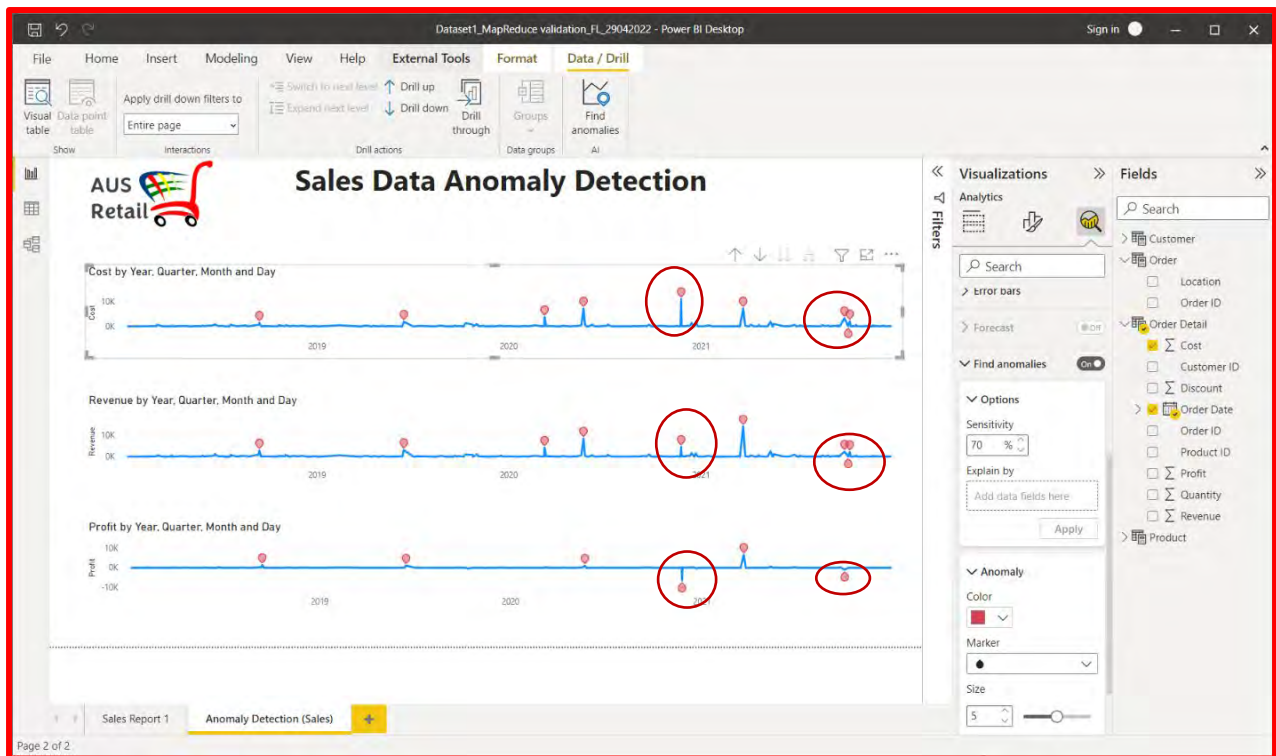 Dataset1_MapReduce validation_FL_29042022 - Power BI Desktop
Sign in
File Home Insert Modeling View Help External Tools Format Data / Drill
Visual table
Data point table
Show
Apply drill down filters to
Entire page
Interactions
Switch to next level
Expand next level
Drill up
Drill down
Drill through
Drill actions
Groups
Data groups
Find anomalies
AI
AUS
Retail
Sales Data Anomaly Detection
Cost by Year, Quarter, Month and Day
Cost
10K
0K
2019 2020 2021
Revenue by Year, Quarter, Month and Day
Revenue
10K
0K
2019 2020 2021
Profit by Year, Quarter, Month and Day
Profit
10K
0K
-10K
2019 2020 2021
Filters
Visualizations
Analytics
Search
Error bars
Forecast
Off
Find anomalies
On
Options
Sensitivity
70 %
Explain by
Add data fields here
Apply
Anomaly
Color
Marker
Size
5
Fields
Search
Customer
Order
Location
Order ID
Order Detail
Cost
Customer ID
Discount
Order Date
Order ID
Product ID
Profit
Quantity
Revenue
Product
Sales Report 1
Anomaly Detection (Sales)
Page 2 of 2